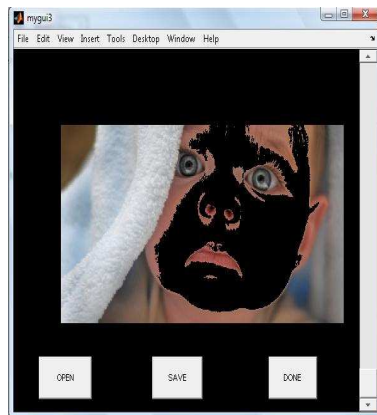 mygui3
File Edit View Insert Tools Desktop Window Help
OPEN SAVE DONE